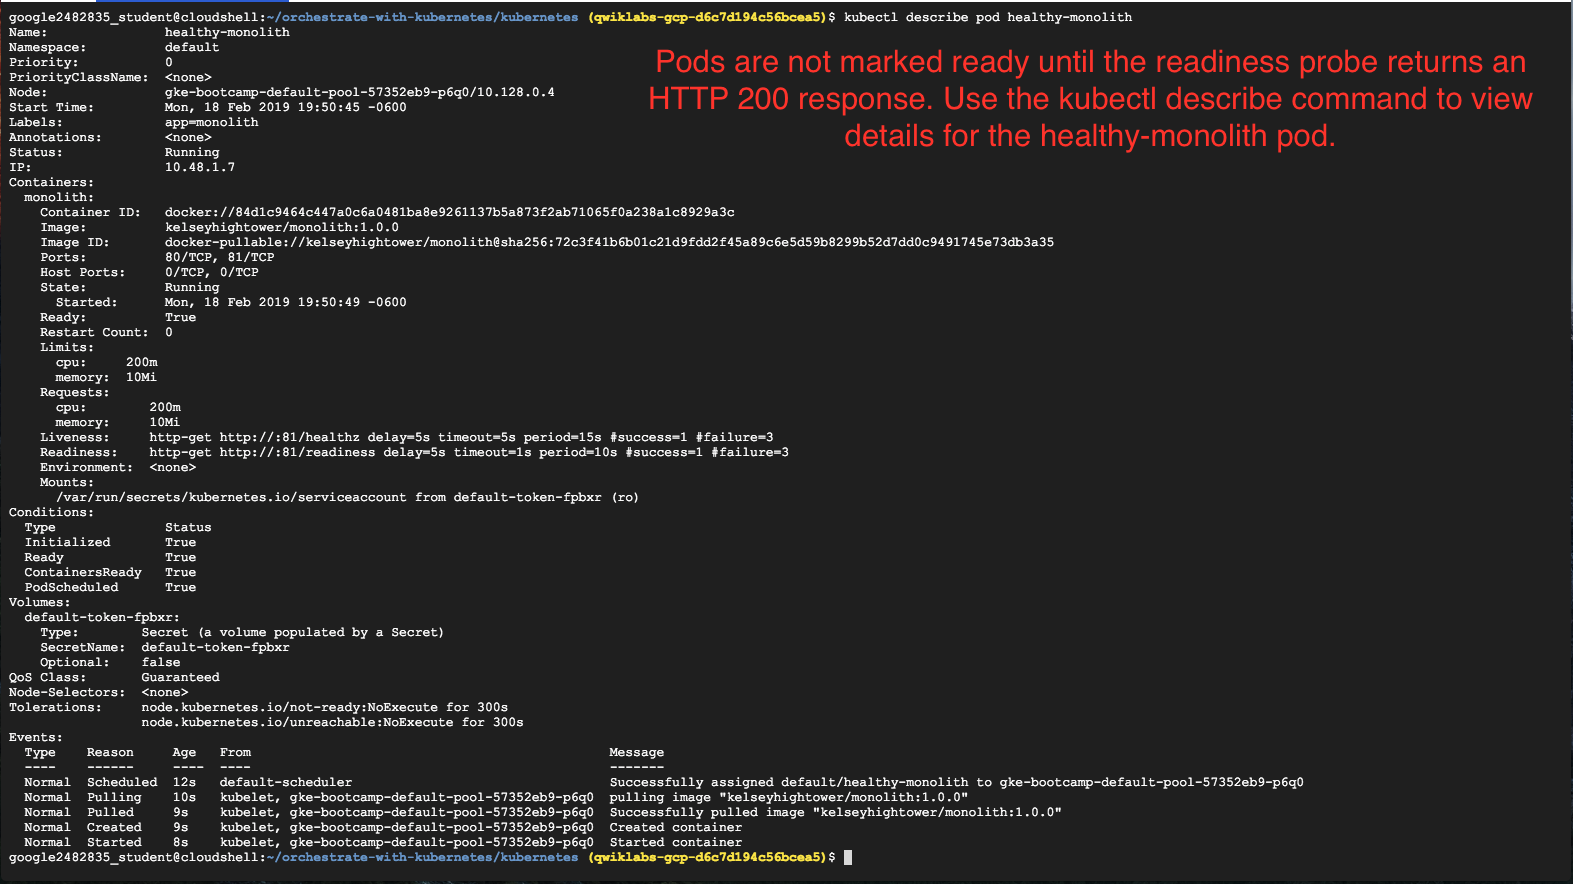 google2482835_student@cloudshell:~/orchestrate-with-kubernetes/kubernetes (qwiklabs-gcp-d6c7d194c56bcea5)$ kubectl describe pod healthy-monolith
Name:               healthy-monolith
Namespace:          default
Priority:           0
PriorityClassName:  <none>
Node:               gke-bootcamp-default-pool-57352eb9-p6q0/10.128.0.4
Start Time:         Mon, 18 Feb 2019 19:50:45 -0600
Labels:             app=monolith
Annotations:        <none>
Status:             Running
IP:                 10.48.1.7
Pods are not marked ready until the readiness probe returns an
HTTP 200 response. Use the kubectl describe command to view
details for the healthy-monolith pod.
Containers:
  monolith:
    Container ID:   docker://84d1c9464c447a0c6a0481ba8e9261137b5a873f2ab71065f0a238a1c8929a3c
    Image:          kelseyhightower/monolith:1.0.0
    Image ID:       docker-pullable://kelseyhightower/monolith@sha256:72c3f41b6b01c21d9fdd2f45a89c6e5d59b8299b52d7dd0c9491745e73db3a35
    Ports:          80/TCP, 81/TCP
    Host Ports:     0/TCP, 0/TCP
    State:          Running
      Started:      Mon, 18 Feb 2019 19:50:49 -0600
    Ready:          True
    Restart Count:  0
    Limits:
      cpu:     200m
      memory:  10Mi
    Requests:
      cpu:        200m
      memory:     10Mi
    Liveness:     http-get http://:81/healthz delay=5s timeout=5s period=15s #success=1 #failure=3
    Readiness:    http-get http://:81/readiness delay=5s timeout=1s period=10s #success=1 #failure=3
    Environment:  <none>
    Mounts:
      /var/run/secrets/kubernetes.io/serviceaccount from default-token-fpbxr (ro)
Conditions:
  Type              Status
  Initialized       True
  Ready             True
  ContainersReady   True
  PodScheduled      True
Volumes:
  default-token-fpbxr:
    Type:        Secret (a volume populated by a Secret)
    SecretName:  default-token-fpbxr
    Optional:    false
QoS Class:       Guaranteed
Node-Selectors:  <none>
Tolerations:     node.kubernetes.io/not-ready:NoExecute for 300s
                 node.kubernetes.io/unreachable:NoExecute for 300s
Events:
  Type    Reason     Age   From                                              Message
  ----    ------     ----  ----                                              -------
  Normal  Scheduled  12s   default-scheduler                                 Successfully assigned default/healthy-monolith to gke-bootcamp-default-pool-57352eb9-p6q0
  Normal  Pulling    10s   kubelet, gke-bootcamp-default-pool-57352eb9-p6q0  pulling image "kelseyhightower/monolith:1.0.0"
  Normal  Pulled     9s    kubelet, gke-bootcamp-default-pool-57352eb9-p6q0  Successfully pulled image "kelseyhightower/monolith:1.0.0"
  Normal  Created    9s    kubelet, gke-bootcamp-default-pool-57352eb9-p6q0  Created container
  Normal  Started    8s    kubelet, gke-bootcamp-default-pool-57352eb9-p6q0  Started container
google2482835_student@cloudshell:~/orchestrate-with-kubernetes/kubernetes (qwiklabs-gcp-d6c7d194c56bcea5)$